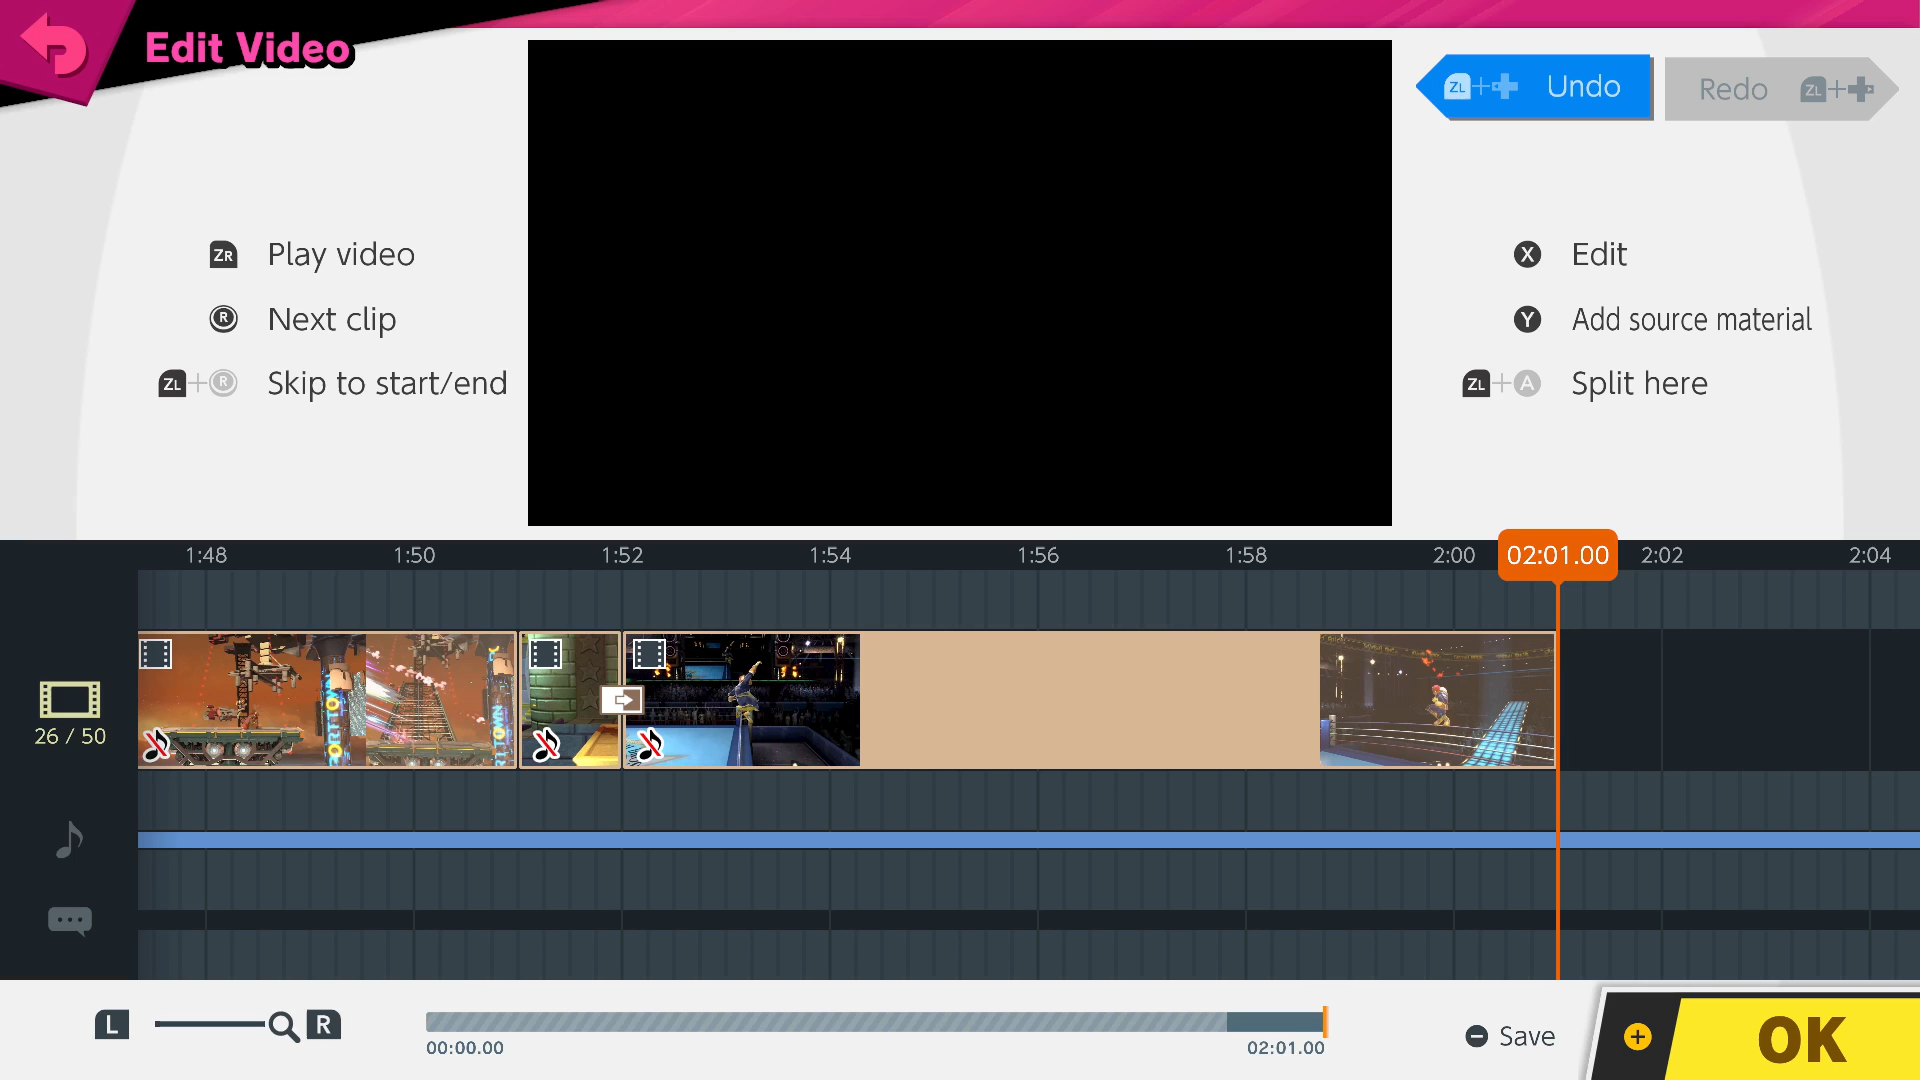 Edit Video
ZL + Undo
Redo ZL +
ZR Play video
R Next clip
ZL + R Skip to start/end
X Edit
Y Add source material
ZL + A Split here
1:48 1:50 1:52 1:54 1:56 1:58 2:00 02:01.00 2:02 2:04
26 / 50
L R
00:00.00 02:01.00
Save
+ OK